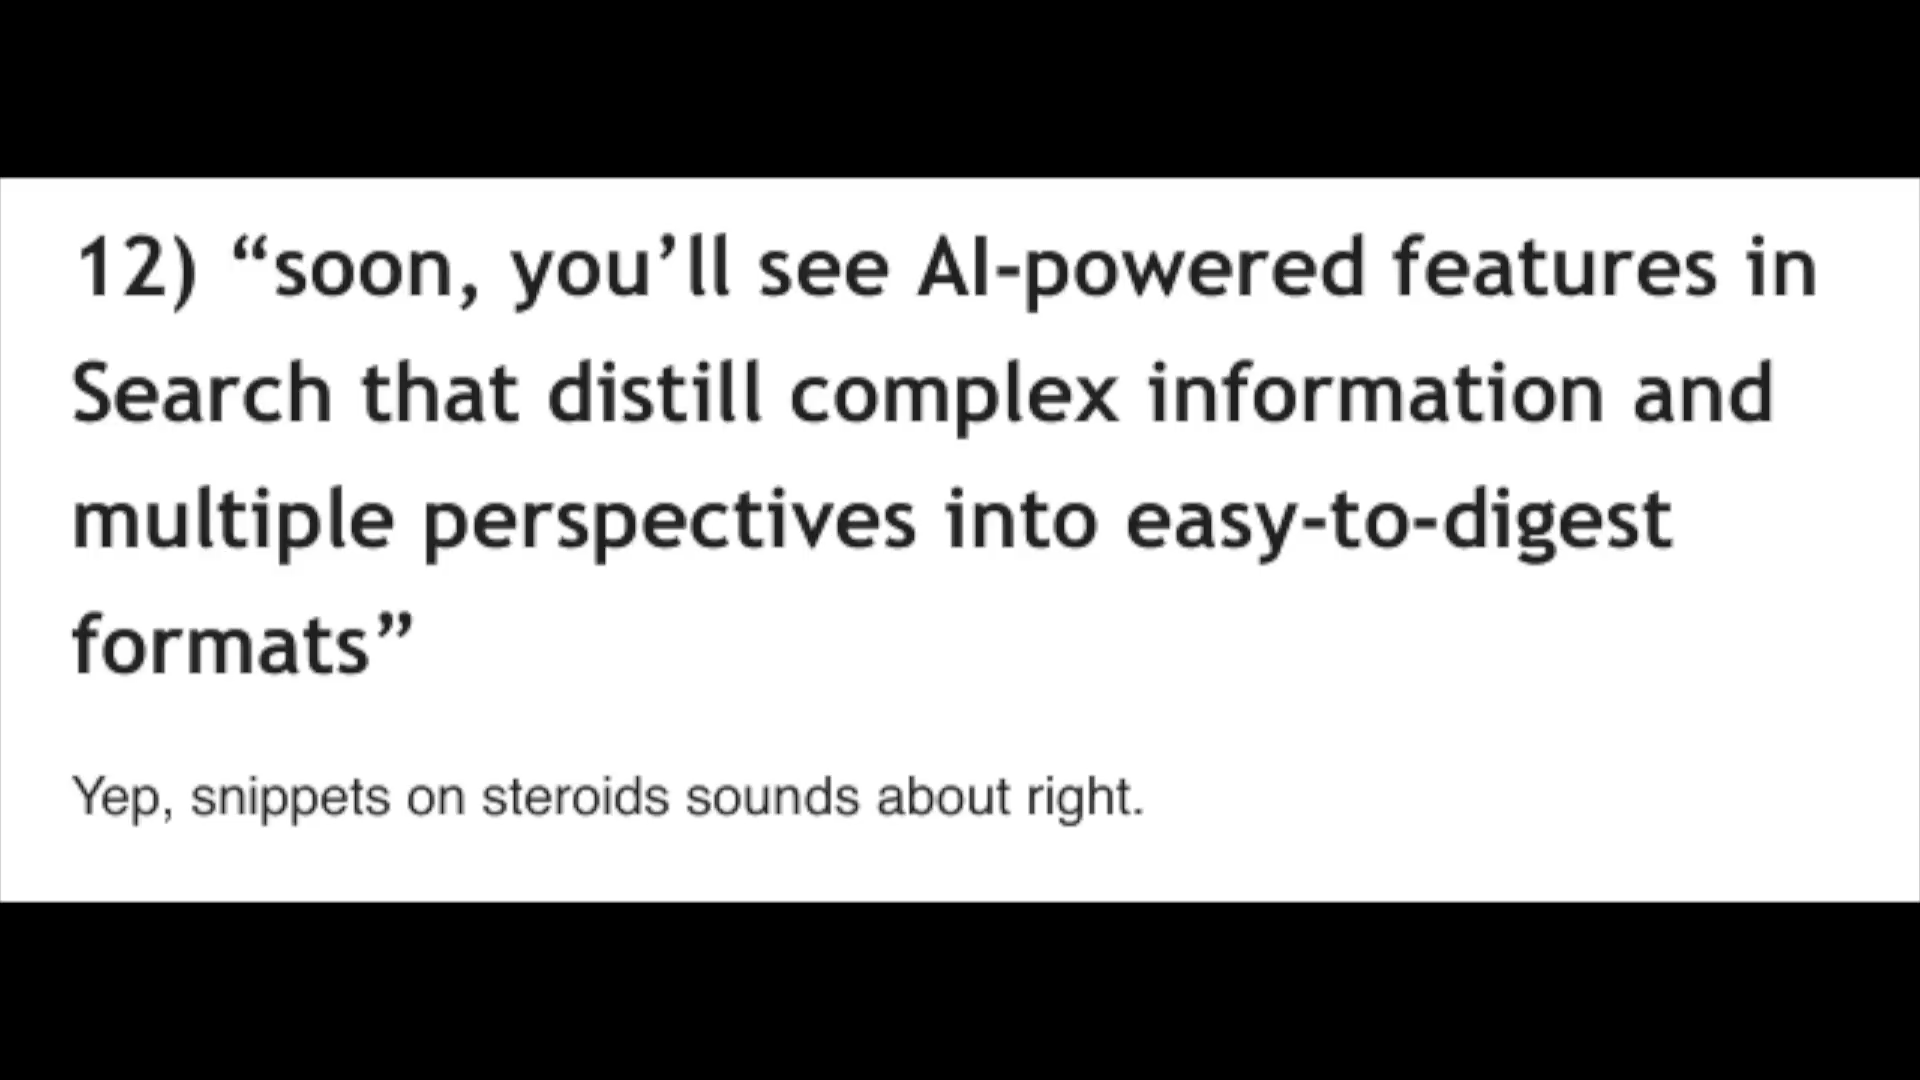 12) “soon, you’ll see AI-powered features in
Search that distill complex information and
multiple perspectives into easy-to-digest
formats”
Yep, snippets on steroids sounds about right.